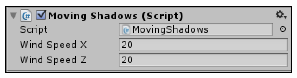 Moving Shadows (Script)
Script MovingShadows
Wind Speed X 20
Wind Speed Z 20